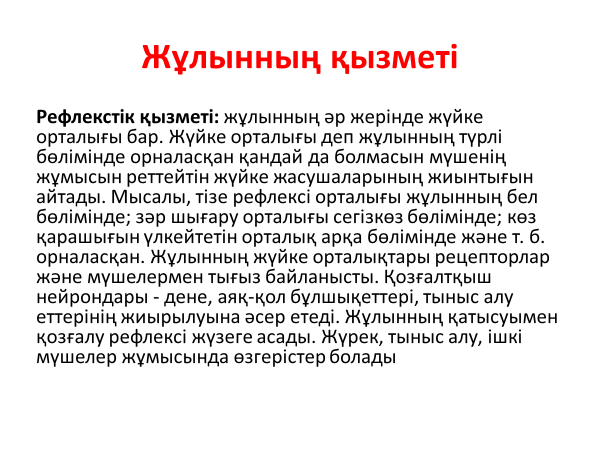 Жұлынның қызметі
Рефлекстік қызметі: жұлынның әр жерінде жүйке
орталығы бар. Жүйке орталығы деп жұлынның түрлі
бөлімінде орналасқан қандай да болмасын мүшенің
жұмысын реттейтін жүйке жасушаларының жиынтығын
айтады. Мысалы, тізе рефлексі орталығы жұлынның бел
бөлімінде; зәр шығару орталығы сегізкөз бөлімінде; көз
қарашығын үлкейтетін орталық арқа бөлімінде және т. б.
орналасқан. Жұлынның жүйке орталықтары рецепторлар
және мүшелермен тығыз байланысты. Қозғалтқыш
нейрондары - дене, аяқ-қол бұлшықеттері, тыныс алу
еттерінің жиырылуына әсер етеді. Жұлынның қатысуымен
қозғалу рефлексі жүзеге асады. Жүрек, тыныс алу, ішкі
мүшелер жұмысында өзгерістер болады